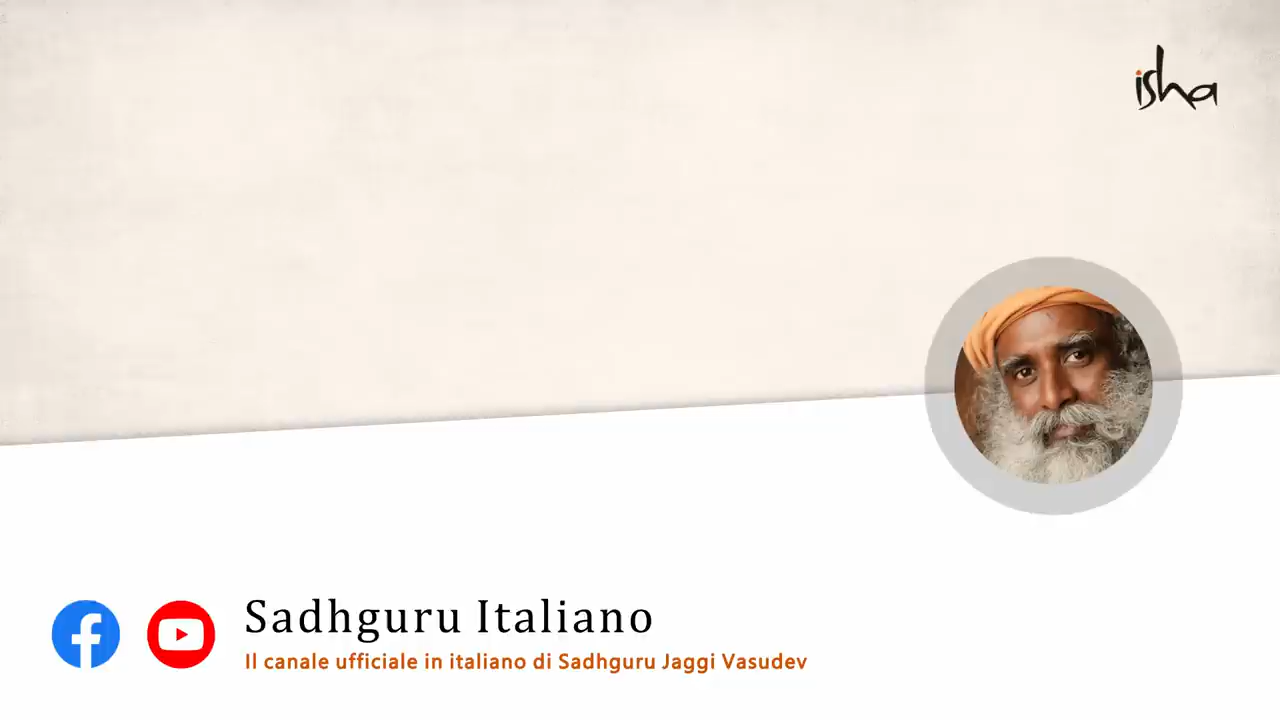 isha
Sadhguru Italiano
Il canale ufficiale in italiano di Sadhguru Jaggi Vasudev